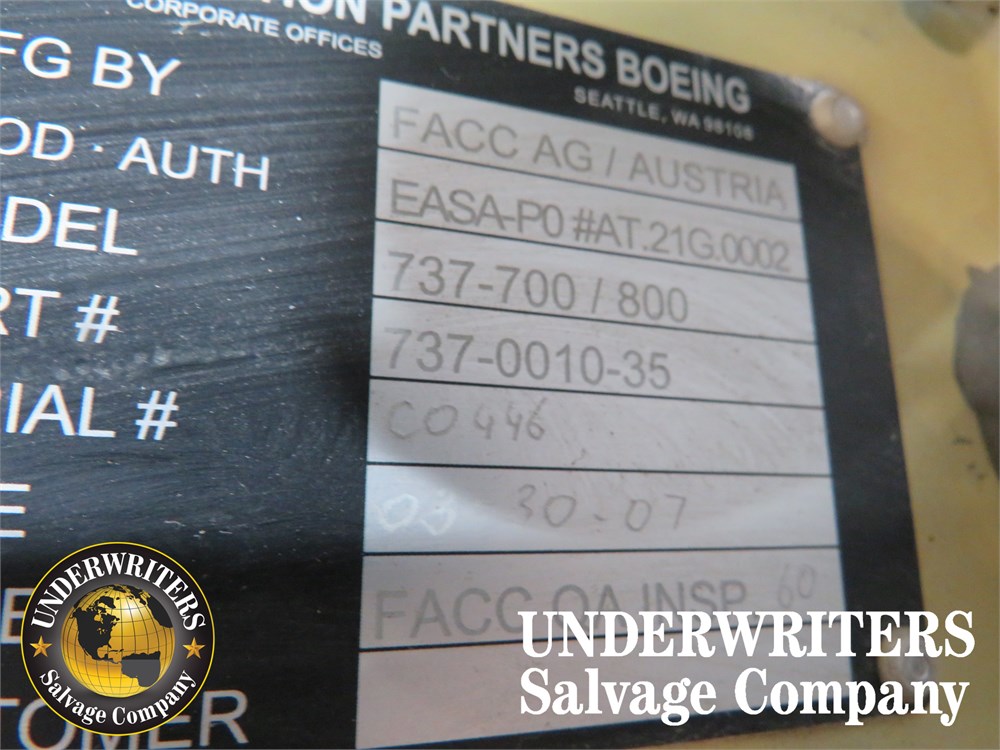 ION PARTNERS BOEING
CORPORATE OFFICES
SEATTLE, WA 98106
FG BY FACC AG / AUSTRIA
OD · AUTH EASA-P0 #AT.21G.0002
DEL 737-700 / 800
RT # 737-0010-35
IAL # CO446
E 03 30-07
FACC QA INSP 60
TOMER
UNDERWRITERS
Salvage Company
UNDERWRITERS
Salvage Company